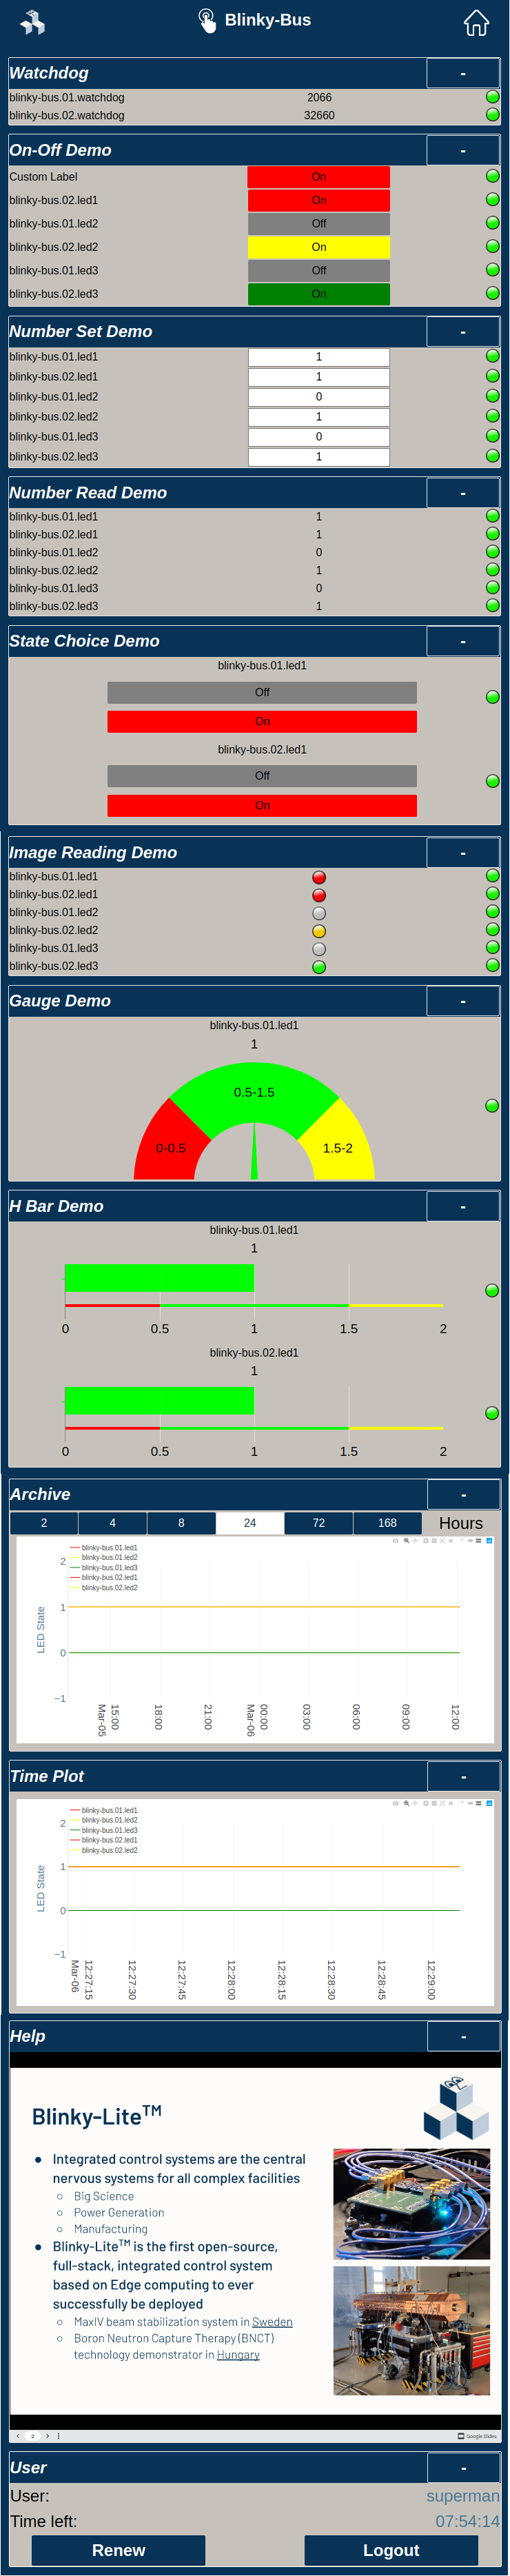 Blinky-Bus
Watchdog -
blinky-bus.01.watchdog 2066
blinky-bus.02.watchdog 32660
On-Off Demo -
Custom Label On
blinky-bus.02.led1 On
blinky-bus.01.led2 Off
blinky-bus.02.led2 On
blinky-bus.01.led3 Off
blinky-bus.02.led3 On
Number Set Demo -
blinky-bus.01.led1 1
blinky-bus.02.led1 1
blinky-bus.01.led2 0
blinky-bus.02.led2 1
blinky-bus.01.led3 0
blinky-bus.02.led3 1
Number Read Demo -
blinky-bus.01.led1 1
blinky-bus.02.led1 1
blinky-bus.01.led2 0
blinky-bus.02.led2 1
blinky-bus.01.led3 0
blinky-bus.02.led3 1
State Choice Demo -
blinky-bus.01.led1
Off
On
blinky-bus.02.led1
Off
On
Image Reading Demo -
blinky-bus.01.led1
blinky-bus.02.led1
blinky-bus.01.led2
blinky-bus.02.led2
blinky-bus.01.led3
blinky-bus.02.led3
Gauge Demo -
blinky-bus.01.led1
1
0.5-1.5
0-0.5 1.5-2
H Bar Demo -
blinky-bus.01.led1
1
0 0.5 1 1.5 2
blinky-bus.02.led1
1
0 0.5 1 1.5 2
Archive -
2 4 8 24 72 168 Hours
blinky-bus.01.led1
blinky-bus.01.led2
blinky-bus.01.led3
blinky-bus.02.led1
blinky-bus.02.led2
LED State
2
1
0
−1
15:00 18:00 21:00 00:00 03:00 06:00 09:00 12:00
Mar-05 Mar-06
Time Plot -
blinky-bus.01.led1
blinky-bus.01.led2
blinky-bus.01.led3
blinky-bus.02.led1
blinky-bus.02.led2
LED State
2
1
0
−1
12:27:15 12:27:30 12:27:45 12:28:00 12:28:15 12:28:30 12:28:45 12:29:00
Mar-06
Help -
Blinky-Lite™
● Integrated control systems are the central
nervous systems for all complex facilities
○ Big Science
○ Power Generation
○ Manufacturing
● Blinky-Lite™ is the first open-source,
full-stack, integrated control system
based on Edge computing to ever
successfully be deployed
○ MaxIV beam stabilization system in Sweden
○ Boron Neutron Capture Therapy (BNCT)
technology demonstrator in Hungary
2 Google Slides
User -
User: superman
Time left: 07:54:14
Renew Logout